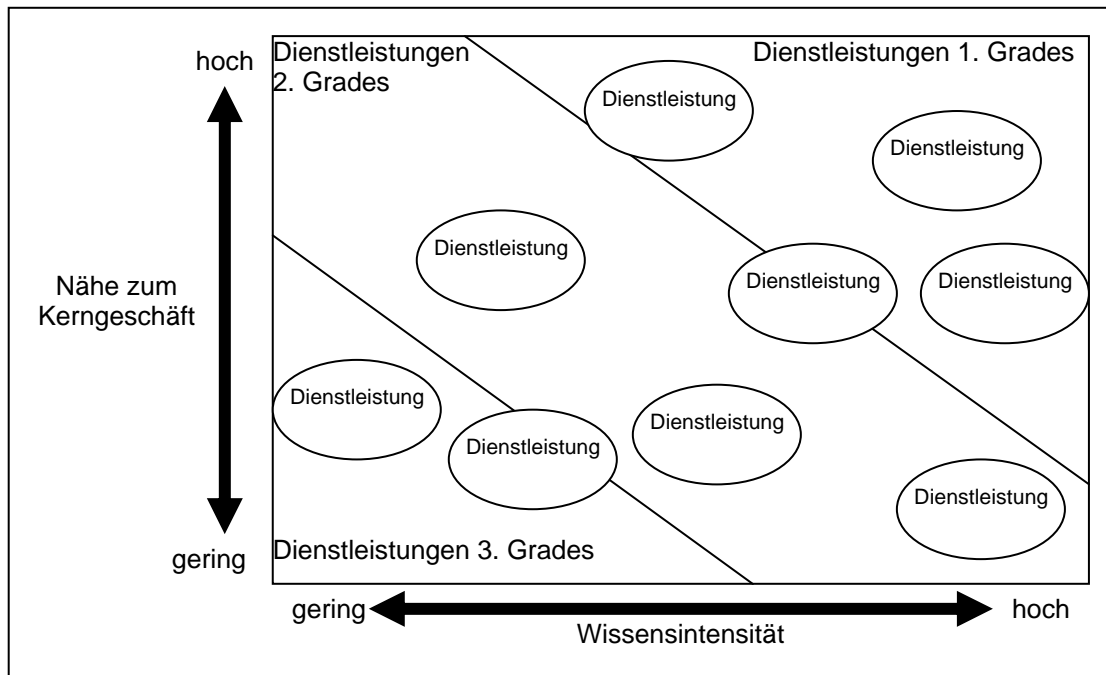 Dienstleistungen
2. Grades
Dienstleistungen 1. Grades
hoch
Dienstleistung
Dienstleistung
Dienstleistung
Dienstleistung
Dienstleistung
Nähe zum
Kerngeschäft
Dienstleistung
Dienstleistung
Dienstleistung
Dienstleistung
gering
Dienstleistungen 3. Grades
gering
hoch
Wissensintensität